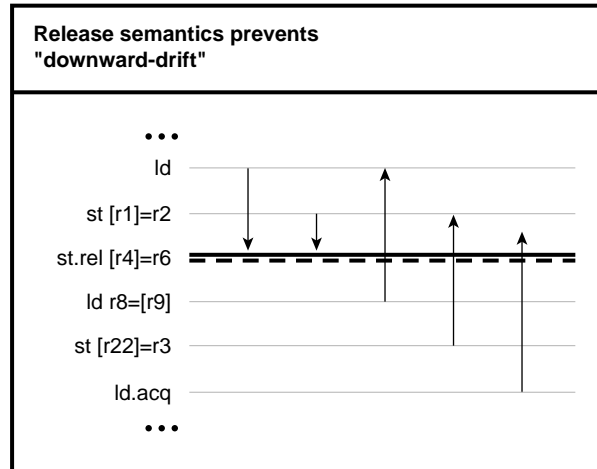 Release semantics prevents
"downward-drift"
•••
ld
st [r1]=r2
st.rel [r4]=r6
ld r8=[r9]
st [r22]=r3
ld.acq
•••